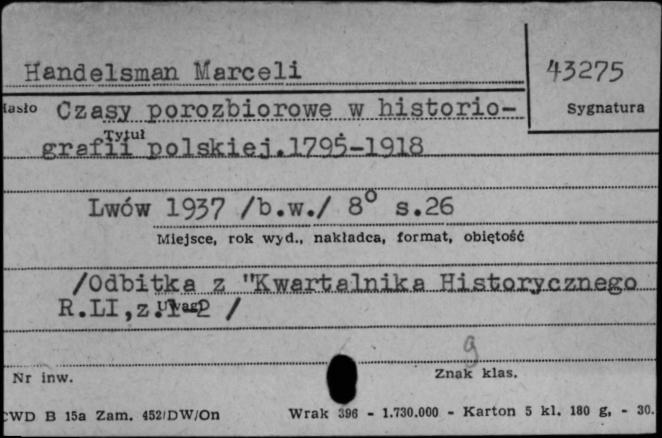 Handelsman Marceli
43275
Hasło Czasy porozbiorowe w historio-
Sygnatura
Tytuł
grafii polskiej.1795-1918
Lwów 1937 /b.w./ 8° s.26
Miejsce, rok wyd., nakładca, format, objętość
/Odbitka z "Kwartalnika Historycznego
Uwagi
R.LI,z.1-2 /
g
Nr inw.
Znak klas.
CWD B 15a Zam. 452/DW/On Wrak 396 - 1.730.000 - Karton 5 kl. 180 g, - 30.